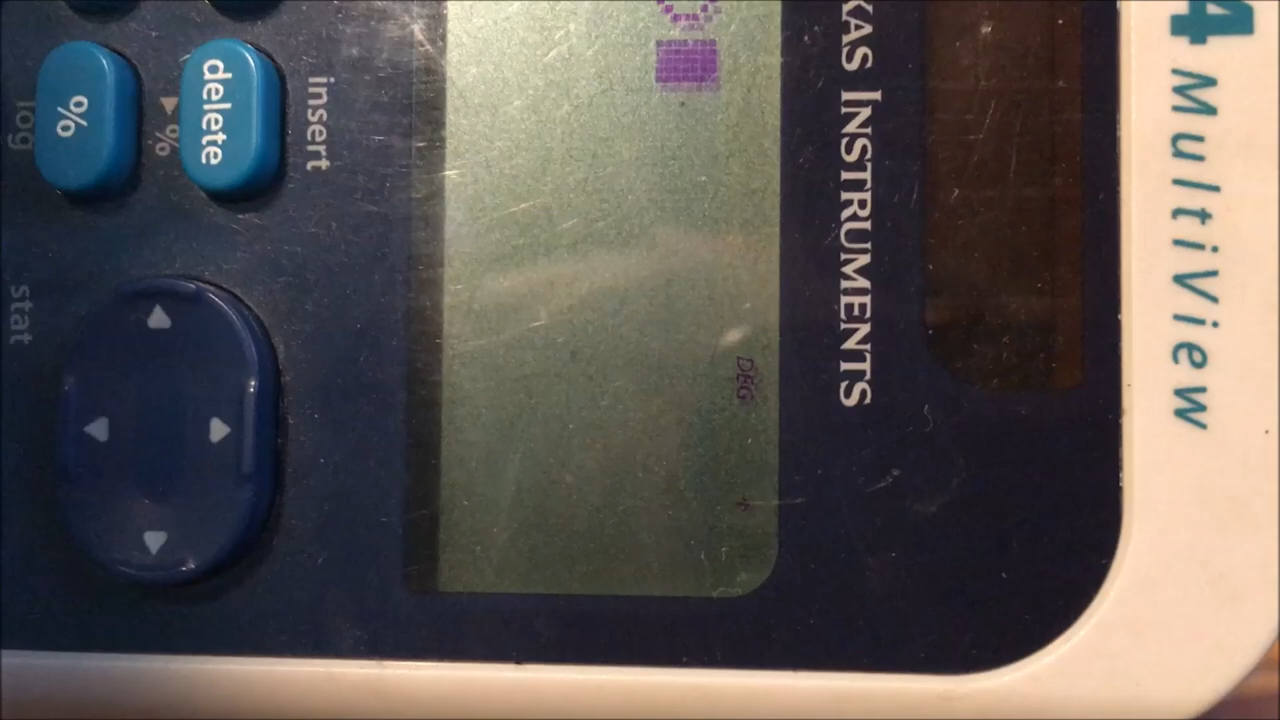 4 MultiView
XAS INSTRUMENTS
DEG
insert
delete
%
%
log
stat